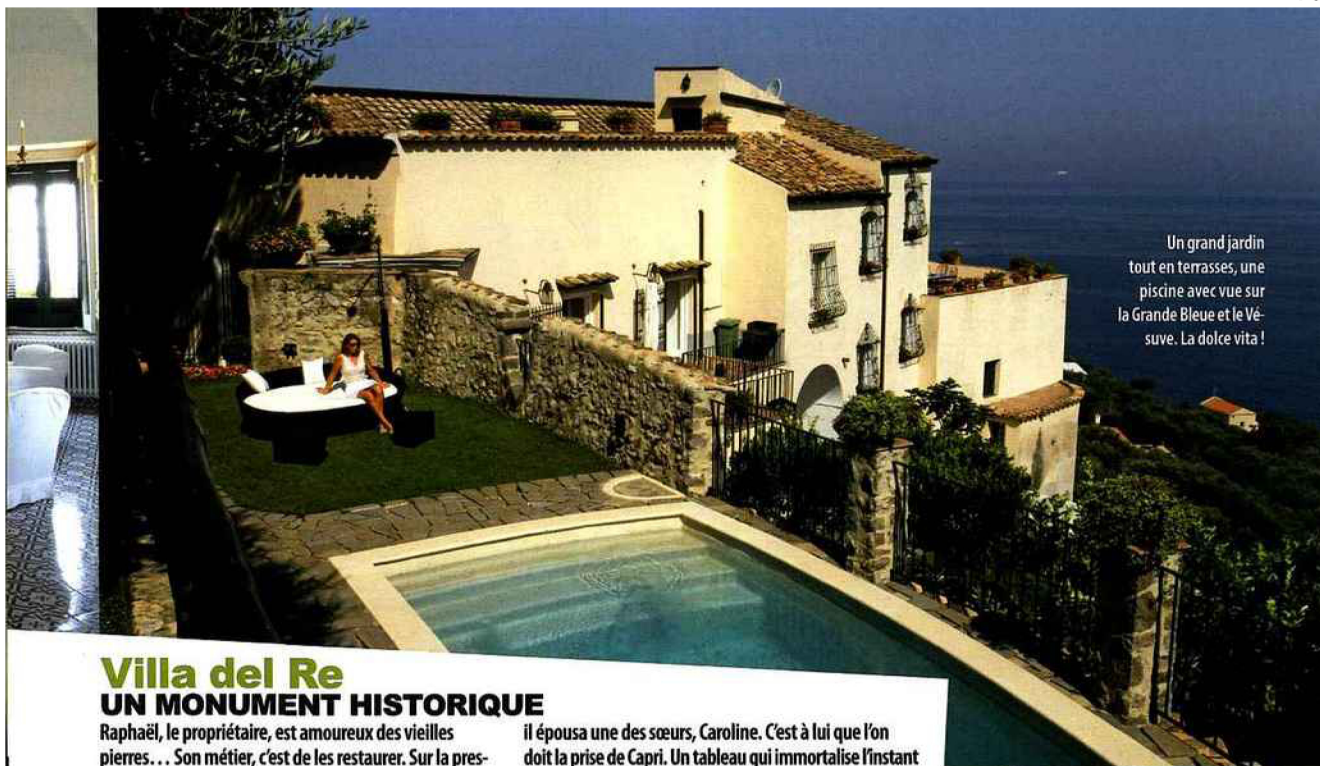 Un grand jardin
tout en terrasses, une
piscine avec vue sur
la Grande Bleue et le Vé-
suve. La dolce vita !
Villa del Re
UN MONUMENT HISTORIQUE
Raphaël, le propriétaire, est amoureux des vieilles
pierres... Son métier, c'est de les restaurer. Sur la pres-
il épousa une des sœurs, Caroline. C'est à lui que l'on
doit la prise de Capri. Un tableau qui immortalise l'instant